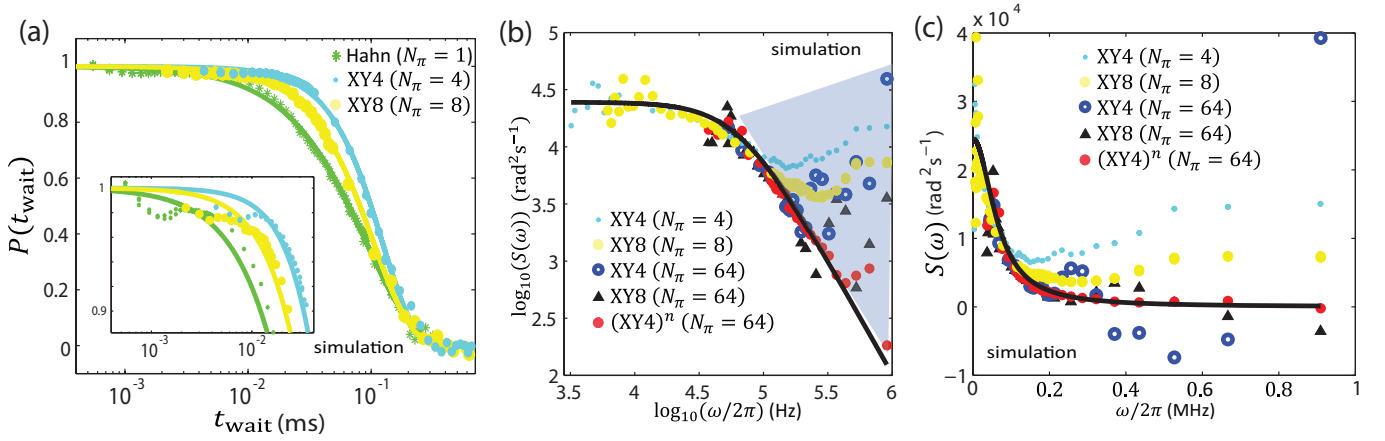 (a)
1.2
1
0.8
0.6
0.4
0.2
0
P(t_wait)
Hahn (N_π = 1)
XY4 (N_π = 4)
XY8 (N_π = 8)
1
0.9
10⁻³
10⁻²
simulation
10⁻³
10⁻²
10⁻¹
t_wait (ms)
(b)
simulation
5
4.5
4
3.5
3
2.5
2
log₁₀(S(ω)) (rad² s⁻¹)
XY4 (N_π = 4)
XY8 (N_π = 8)
XY4 (N_π = 64)
XY8 (N_π = 64)
(XY4)ⁿ (N_π = 64)
3.5
4
4.5
5
5.5
6
log₁₀(ω/2π) (Hz)
(c)
× 10⁴
4
3
2
1
0
−1
S(ω) (rad² s⁻¹)
XY4 (N_π = 4)
XY8 (N_π = 8)
XY4 (N_π = 64)
XY8 (N_π = 64)
(XY4)ⁿ (N_π = 64)
simulation
0
0.2
0.4
0.6
0.8
1
ω/2π (MHz)